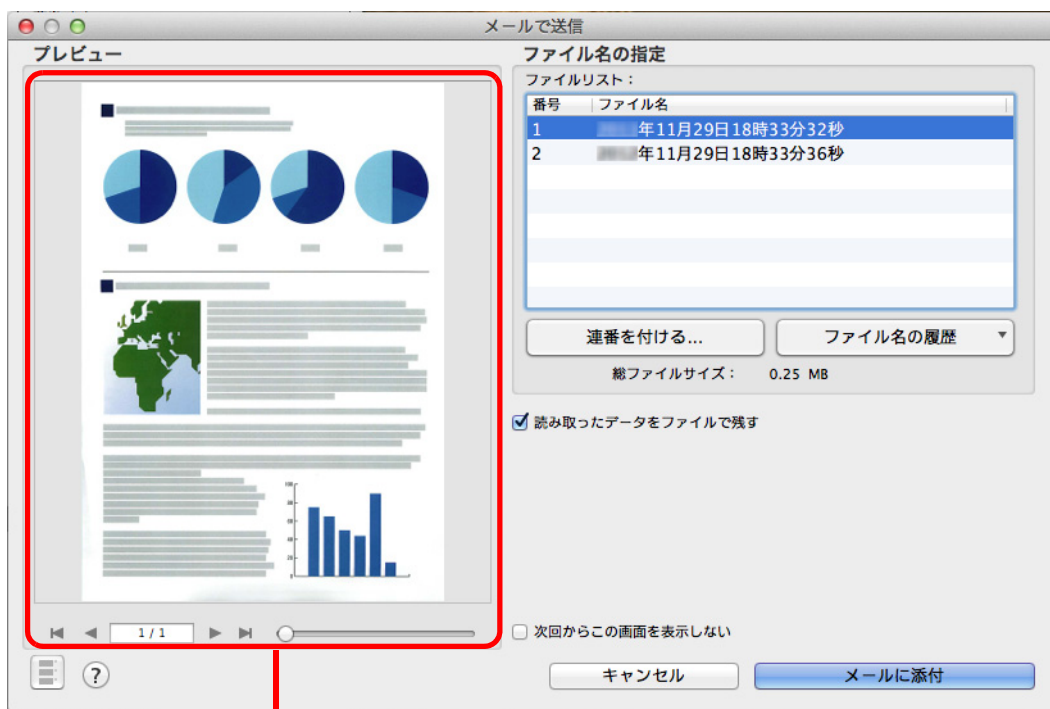 メールで送信
プレビュー
ファイル名の指定
ファイルリスト：
番号 ファイル名
1 年11月29日18時33分32秒
2 年11月29日18時33分36秒
連番を付ける...
ファイル名の履歴
総ファイルサイズ： 0.25 MB
読み取ったデータをファイルで残す
100
80
60
40
20
0
1 / 1
次回からこの画面を表示しない
?
キャンセル
メールに添付